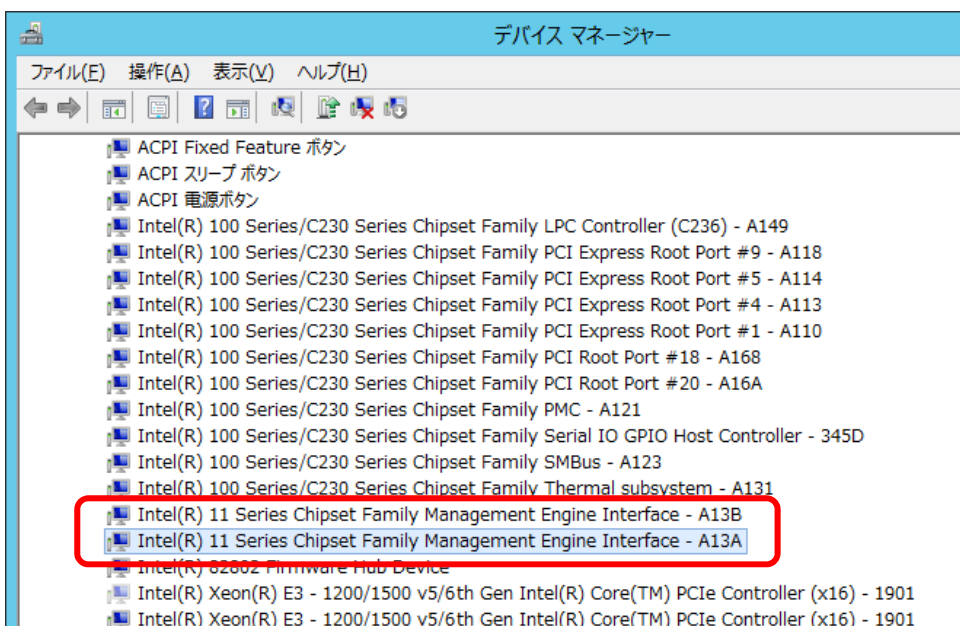 デバイス マネージャー
ファイル(F) 操作(A) 表示(V) ヘルプ(H)
ACPI Fixed Feature ボタン
ACPI スリープ ボタン
ACPI 電源ボタン
Intel(R) 100 Series/C230 Series Chipset Family LPC Controller (C236) - A149
Intel(R) 100 Series/C230 Series Chipset Family PCI Express Root Port #9 - A118
Intel(R) 100 Series/C230 Series Chipset Family PCI Express Root Port #5 - A114
Intel(R) 100 Series/C230 Series Chipset Family PCI Express Root Port #4 - A113
Intel(R) 100 Series/C230 Series Chipset Family PCI Express Root Port #1 - A110
Intel(R) 100 Series/C230 Series Chipset Family PCI Root Port #18 - A168
Intel(R) 100 Series/C230 Series Chipset Family PCI Root Port #20 - A16A
Intel(R) 100 Series/C230 Series Chipset Family PMC - A121
Intel(R) 100 Series/C230 Series Chipset Family Serial IO GPIO Host Controller - 345D
Intel(R) 100 Series/C230 Series Chipset Family SMBus - A123
Intel(R) 100 Series/C230 Series Chipset Family Thermal subsystem - A131
Intel(R) 11 Series Chipset Family Management Engine Interface - A13B
Intel(R) 11 Series Chipset Family Management Engine Interface - A13A
Intel(R) 82802 Firmware Hub Device
Intel(R) Xeon(R) E3 - 1200/1500 v5/6th Gen Intel(R) Core(TM) PCIe Controller (x16) - 1901
Intel(R) Xeon(R) E3 - 1200/1500 v5/6th Gen Intel(R) Core(TM) PCIe Controller (x16) - 1901